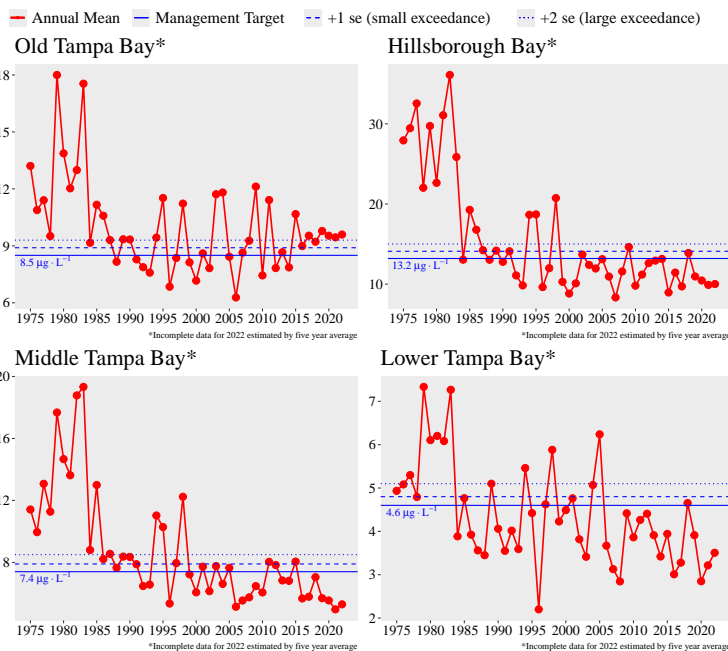 Annual Mean Management Target +1 se (small exceedance) +2 se (large exceedance)
Old Tampa Bay* Hillsborough Bay*
18
15
12
9
6
8.5 µg · L⁻¹
1975 1980 1985 1990 1995 2000 2005 2010 2015 2020
*Incomplete data for 2022 estimated by five year average
30
20
10
13.2 µg · L⁻¹
1975 1980 1985 1990 1995 2000 2005 2010 2015 2020
*Incomplete data for 2022 estimated by five year average
Middle Tampa Bay* Lower Tampa Bay*
20
16
12
8
7.4 µg · L⁻¹
1975 1980 1985 1990 1995 2000 2005 2010 2015 2020
*Incomplete data for 2022 estimated by five year average
7
6
5
4
3
2
4.6 µg · L⁻¹
1975 1980 1985 1990 1995 2000 2005 2010 2015 2020
*Incomplete data for 2022 estimated by five year average